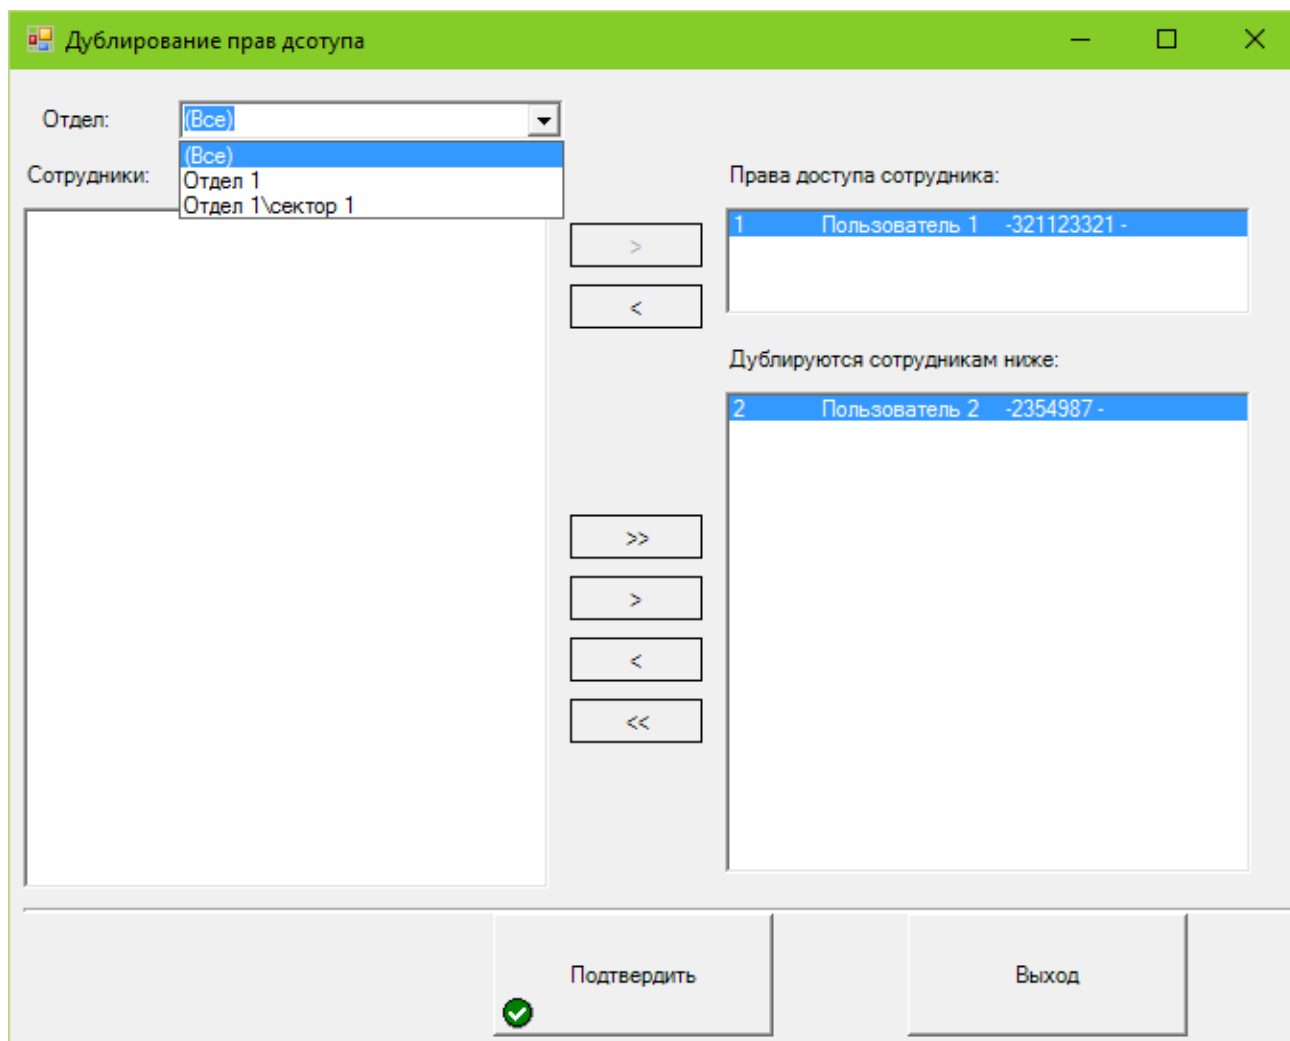 Дублирование прав дсотупа
Отдел: (Все)
(Все)
Отдел 1
Отдел 1\сектор 1
Сотрудники:
Права доступа сотрудника:
1 Пользователь 1 -321123321 -
>
<
Дублируются сотрудникам ниже:
2 Пользователь 2 -2354987 -
>>
>
<
<<
Подтвердить
Выход